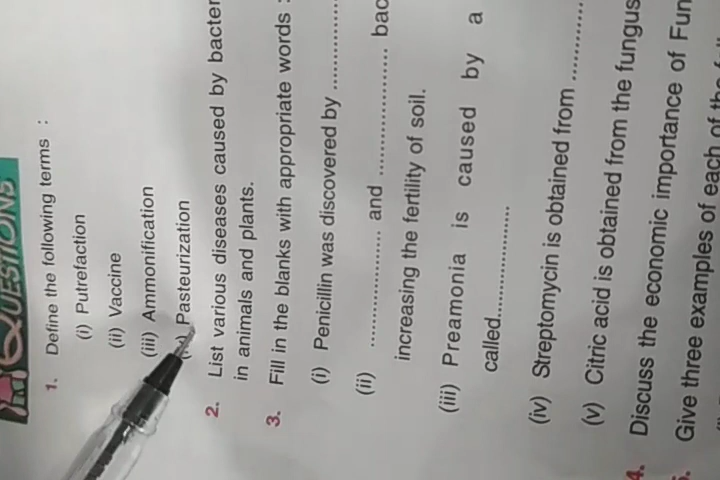 QUESTIONS
1. Define the following terms :
(i) Putrefaction
(ii) Vaccine
(iii) Ammonification
Pasteurization
2. List various diseases caused by
in animals and plants.
3. Fill in the blanks with appropriate words :
(i) Penicillin was discovered by ..............
(ii) .................... and ....................
increasing the fertility of soil.
(iii) Preamonia is caused by a
called....................
(iv) Streptomycin is obtained from ............
(v) Citric acid is obtained from the fungus
4. Discuss the economic importance of
5. Give three examples of each of the